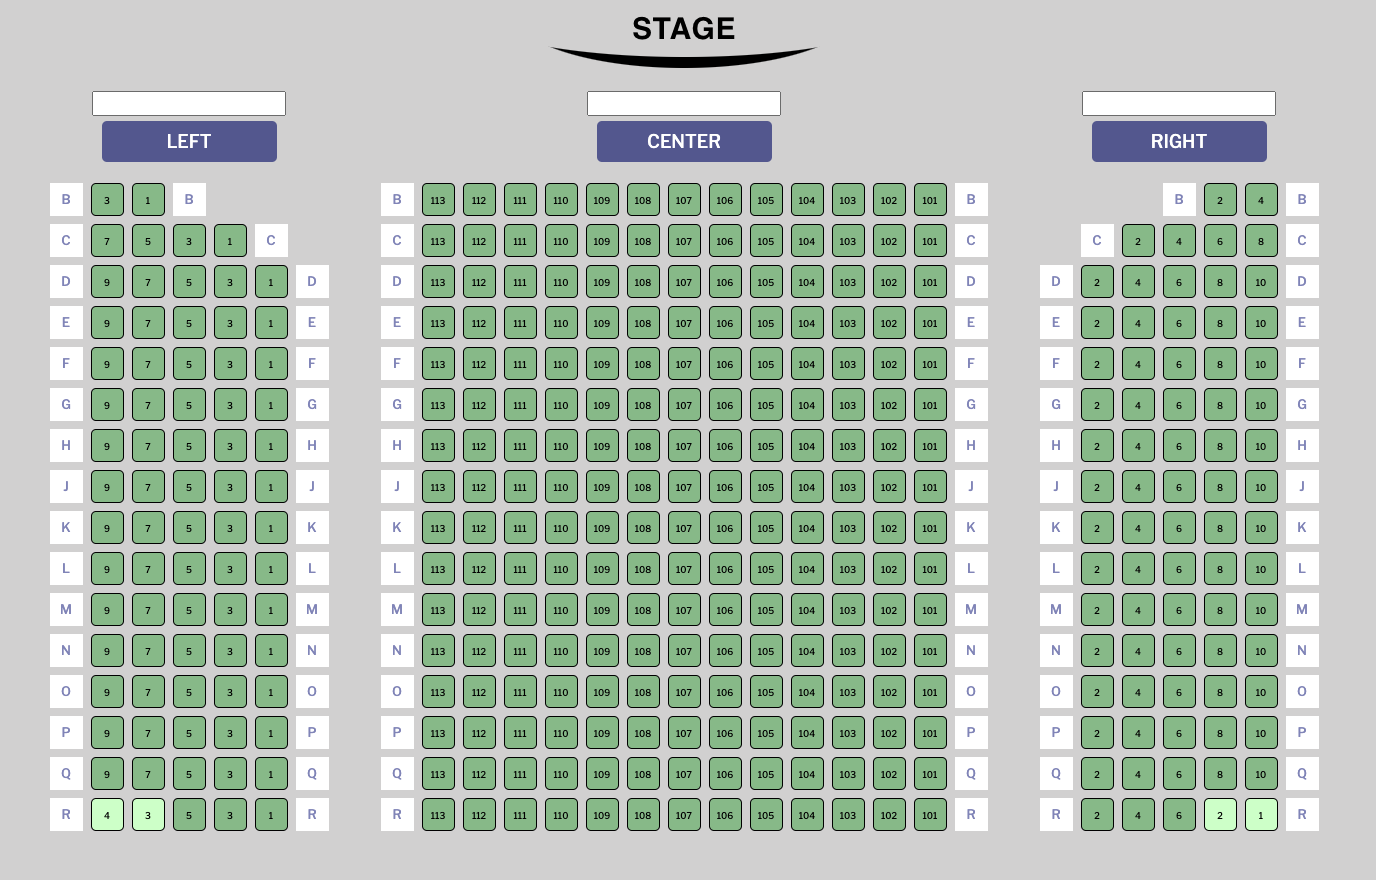 STAGE
LEFT CENTER RIGHT
B 3 1 B B 113 112 111 110 109 108 107 106 105 104 103 102 101 B B 2 4 B
C 7 5 3 1 C C 113 112 111 110 109 108 107 106 105 104 103 102 101 C C 2 4 6 8 C
D 9 7 5 3 1 D D 113 112 111 110 109 108 107 106 105 104 103 102 101 D D 2 4 6 8 10 D
E 9 7 5 3 1 E E 113 112 111 110 109 108 107 106 105 104 103 102 101 E E 2 4 6 8 10 E
F 9 7 5 3 1 F F 113 112 111 110 109 108 107 106 105 104 103 102 101 F F 2 4 6 8 10 F
G 9 7 5 3 1 G G 113 112 111 110 109 108 107 106 105 104 103 102 101 G G 2 4 6 8 10 G
H 9 7 5 3 1 H H 113 112 111 110 109 108 107 106 105 104 103 102 101 H H 2 4 6 8 10 H
J 9 7 5 3 1 J J 113 112 111 110 109 108 107 106 105 104 103 102 101 J J 2 4 6 8 10 J
K 9 7 5 3 1 K K 113 112 111 110 109 108 107 106 105 104 103 102 101 K K 2 4 6 8 10 K
L 9 7 5 3 1 L L 113 112 111 110 109 108 107 106 105 104 103 102 101 L L 2 4 6 8 10 L
M 9 7 5 3 1 M M 113 112 111 110 109 108 107 106 105 104 103 102 101 M M 2 4 6 8 10 M
N 9 7 5 3 1 N N 113 112 111 110 109 108 107 106 105 104 103 102 101 N N 2 4 6 8 10 N
O 9 7 5 3 1 O O 113 112 111 110 109 108 107 106 105 104 103 102 101 O O 2 4 6 8 10 O
P 9 7 5 3 1 P P 113 112 111 110 109 108 107 106 105 104 103 102 101 P P 2 4 6 8 10 P
Q 9 7 5 3 1 Q Q 113 112 111 110 109 108 107 106 105 104 103 102 101 Q Q 2 4 6 8 10 Q
R 4 3 5 3 1 R R 113 112 111 110 109 108 107 106 105 104 103 102 101 R R 2 4 6 2 1 R